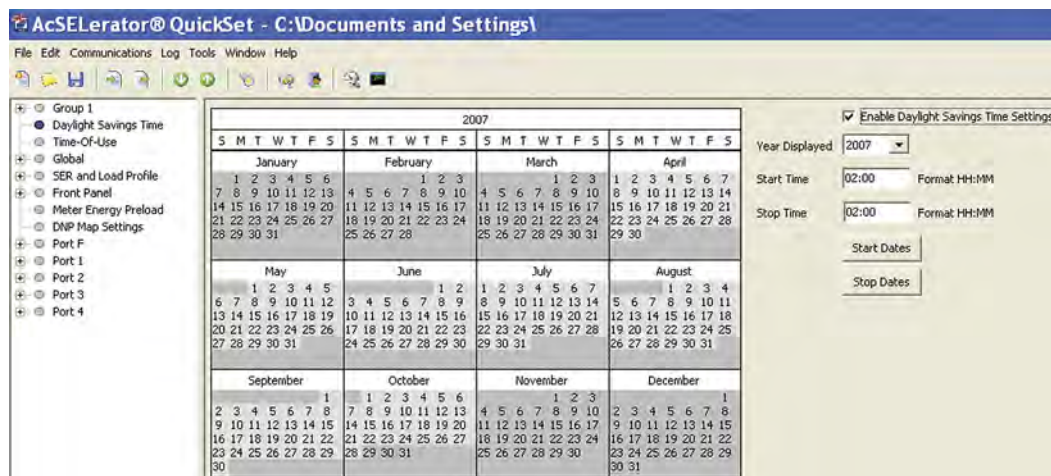 AcSELerator® QuickSet - C:\Documents and Settings\
File Edit Communications Log Tools Window Help
Group 1
Daylight Savings Time
Time-Of-Use
Global
SER and Load Profile
Front Panel
Meter Energy Preload
DNP Map Settings
Port F
Port 1
Port 2
Port 3
Port 4
2007
S M T W T F S S M T W T F S S M T W T F S S M T W T F S
January February March April
1 2 3 4 5 6 1 2 3 1 2 3 1 2 3 4 5 6 7
7 8 9 10 11 12 13 4 5 6 7 8 9 10 4 5 6 7 8 9 10 8 9 10 11 12 13 14
14 15 16 17 18 19 20 11 12 13 14 15 16 17 11 12 13 14 15 16 17 15 16 17 18 19 20 21
21 22 23 24 25 26 27 18 19 20 21 22 23 24 18 19 20 21 22 23 24 22 23 24 25 26 27 28
28 29 30 31 25 26 27 28 25 26 27 28 29 30 31 29 30
May June July August
1 2 3 4 5 1 2 1 2 3 4 5 6 7 1 2 3 4
6 7 8 9 10 11 12 3 4 5 6 7 8 9 8 9 10 11 12 13 14 5 6 7 8 9 10 11
13 14 15 16 17 18 19 10 11 12 13 14 15 16 15 16 17 18 19 20 21 12 13 14 15 16 17 18
20 21 22 23 24 25 26 17 18 19 20 21 22 23 22 23 24 25 26 27 28 19 20 21 22 23 24 25
27 28 29 30 31 24 25 26 27 28 29 30 29 30 31 26 27 28 29 30 31
September October November December
1 1 2 3 4 5 6 1 2 3 1
2 3 4 5 6 7 8 7 8 9 10 11 12 13 4 5 6 7 8 9 10 2 3 4 5 6 7 8
9 10 11 12 13 14 15 14 15 16 17 18 19 20 11 12 13 14 15 16 17 9 10 11 12 13 14 15
16 17 18 19 20 21 22 21 22 23 24 25 26 27 18 19 20 21 22 23 24 16 17 18 19 20 21 22
23 24 25 26 27 28 29 28 29 30 31 25 26 27 28 29 30 23 24 25 26 27 28 29
30 30 31
Enable Daylight Savings Time Settings
Year Displayed 2007
Start Time 02:00 Format HH:MM
Stop Time 02:00 Format HH:MM
Start Dates
Stop Dates